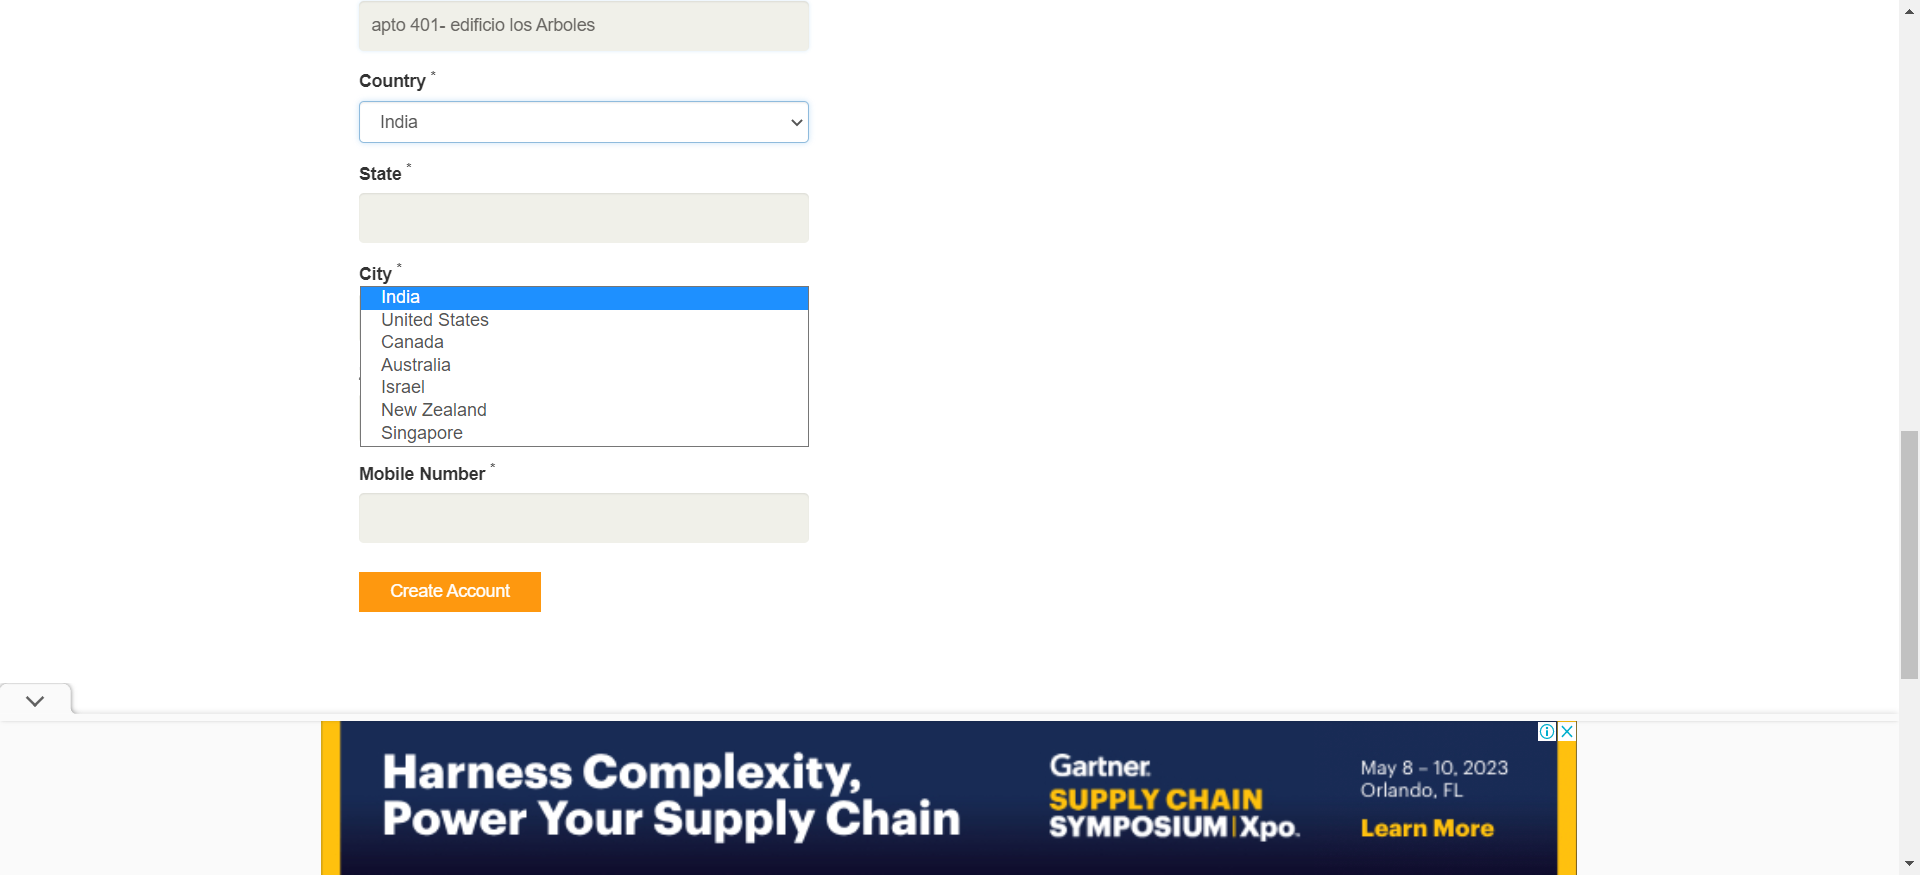 apto 401- edificio los Arboles
Country *
India
State *
City *
India
United States
Canada
Australia
Israel
New Zealand
Singapore
Mobile Number *
Create Account
Harness Complexity,
Power Your Supply Chain
Gartner
SUPPLY CHAIN
SYMPOSIUM|Xpo.
May 8 – 10, 2023
Orlando, FL
Learn More